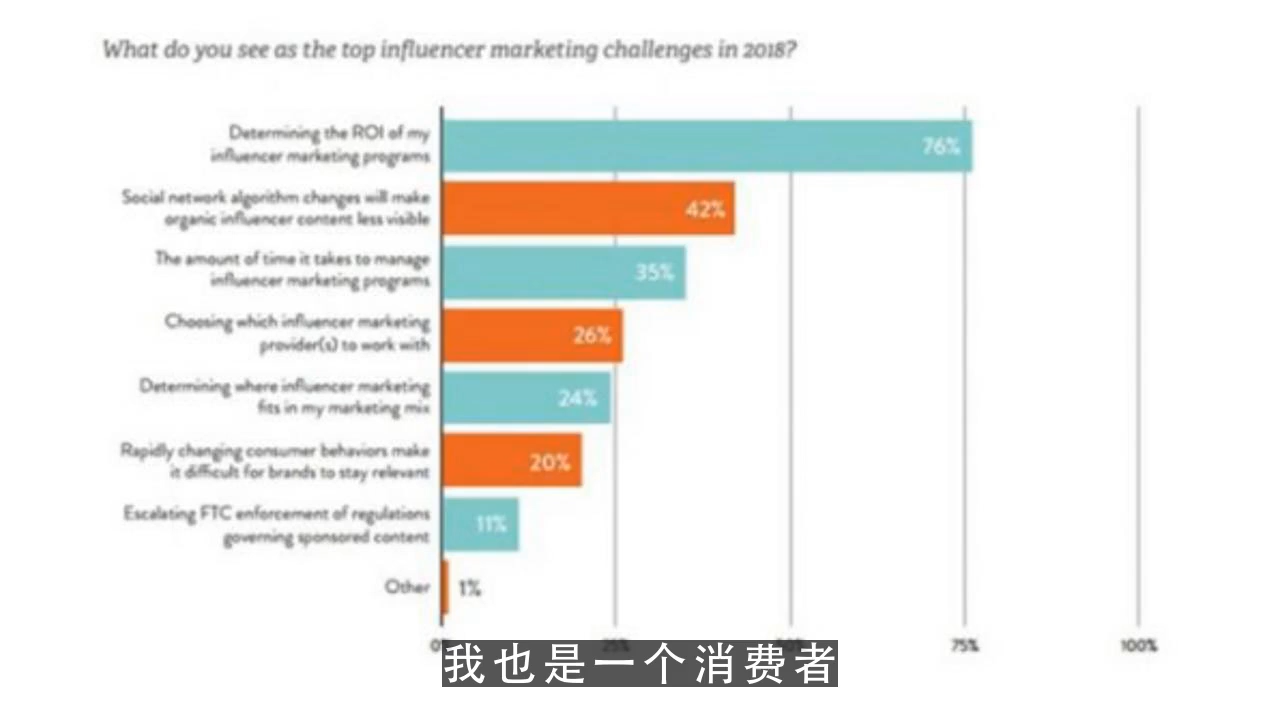 What do you see as the top influencer marketing challenges in 2018?
Determining the ROI of my
influencer marketing programs
76%
Social network algorithm changes will make
organic influencer content less visible
42%
The amount of time it takes to manage
influencer marketing programs
35%
Choosing which influencer marketing
provider(s) to work with
26%
Determining where influencer marketing
fits in my marketing mix
24%
Rapidly changing consumer behaviors make
it difficult for brands to stay relevant
20%
Escalating FTC enforcement of regulations
governing sponsored content
11%
Other
1%
0% 25% 50% 75% 100%
我也是一个消费者